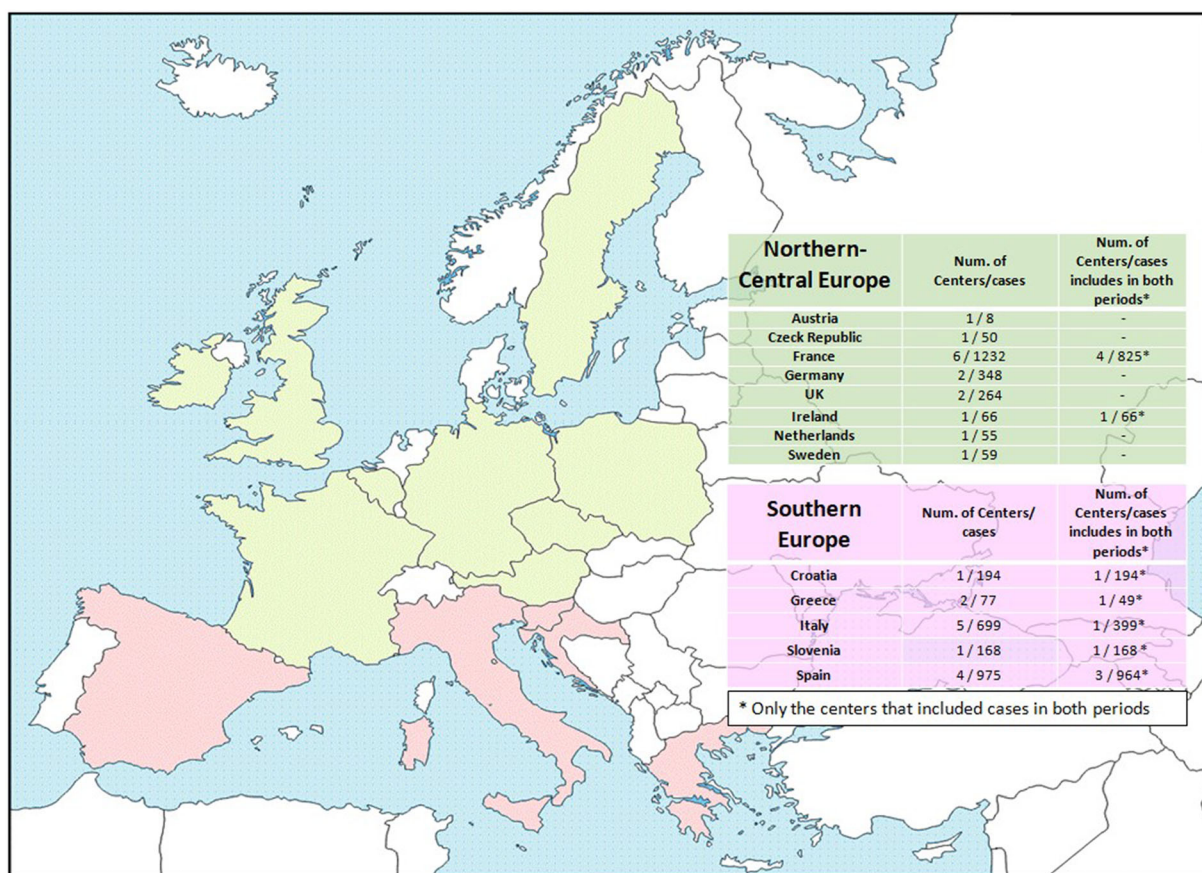 Northern-
Central Europe
Num. of
Centers/cases
Num. of
Centers/cases
includes in both
periods*
Austria 1 / 8 -
Czeck Republic 1 / 50 -
France 6 / 1232 4 / 825*
Germany 2 / 348 -
UK 2 / 264 -
Ireland 1 / 66 1 / 66*
Netherlands 1 / 55 -
Sweden 1 / 59 -
Southern
Europe
Num. of Centers/
cases
Num. of
Centers/cases
includes in both
periods*
Croatia 1 / 194 1 / 194*
Greece 2 / 77 1 / 49*
Italy 5 / 699 1 / 399*
Slovenia 1 / 168 1 / 168*
Spain 4 / 975 3 / 964*
* Only the centers that included cases in both periods